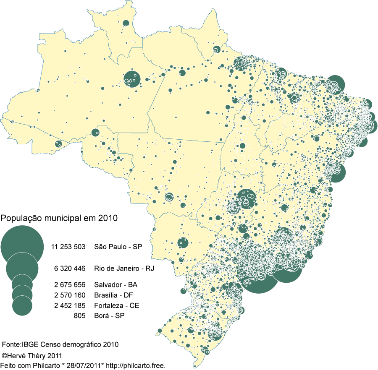 População municipal em 2010
11 253 503 São Paulo - SP
6 320 446 Rio de Janeiro - RJ
2 675 656 Salvador - BA
2 570 160 Brasília - DF
2 452 185 Fortaleza - CE
805 Borá - SP
Fonte:IBGE Censo demográfico 2010
©Hervé Théry 2011
Feito com Philcarto * 28/07/2011* http://philcarto.free.